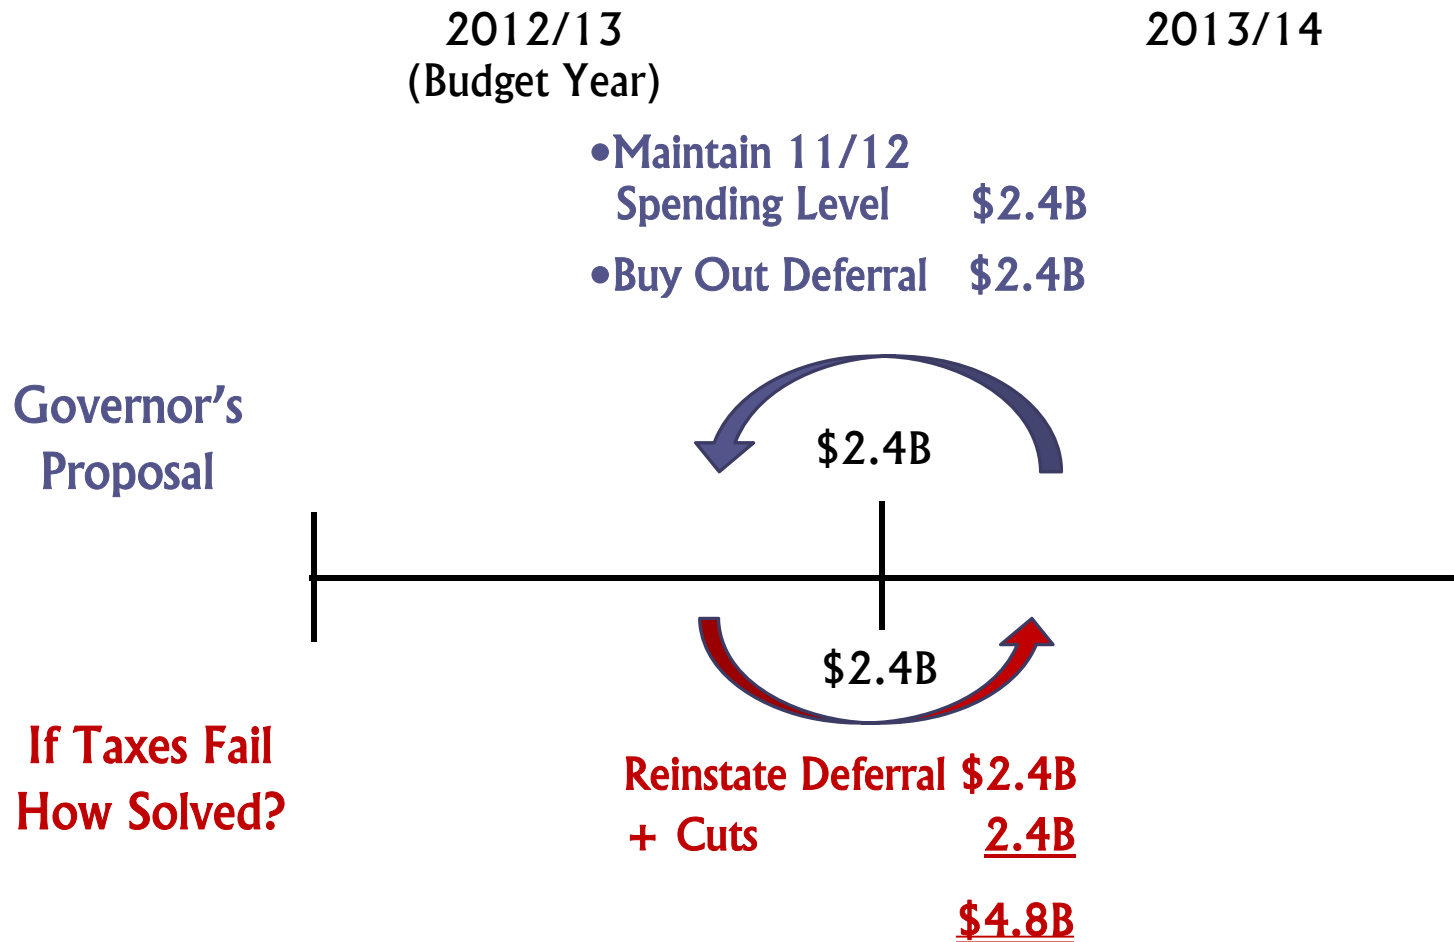 2012/13
(Budget Year)
2013/14
•Maintain 11/12
Spending Level $2.4B
•Buy Out Deferral $2.4B
Governor’s
Proposal
$2.4B
$2.4B
If Taxes Fail
How Solved?
Reinstate Deferral $2.4B
+ Cuts 2.4B
$4.8B